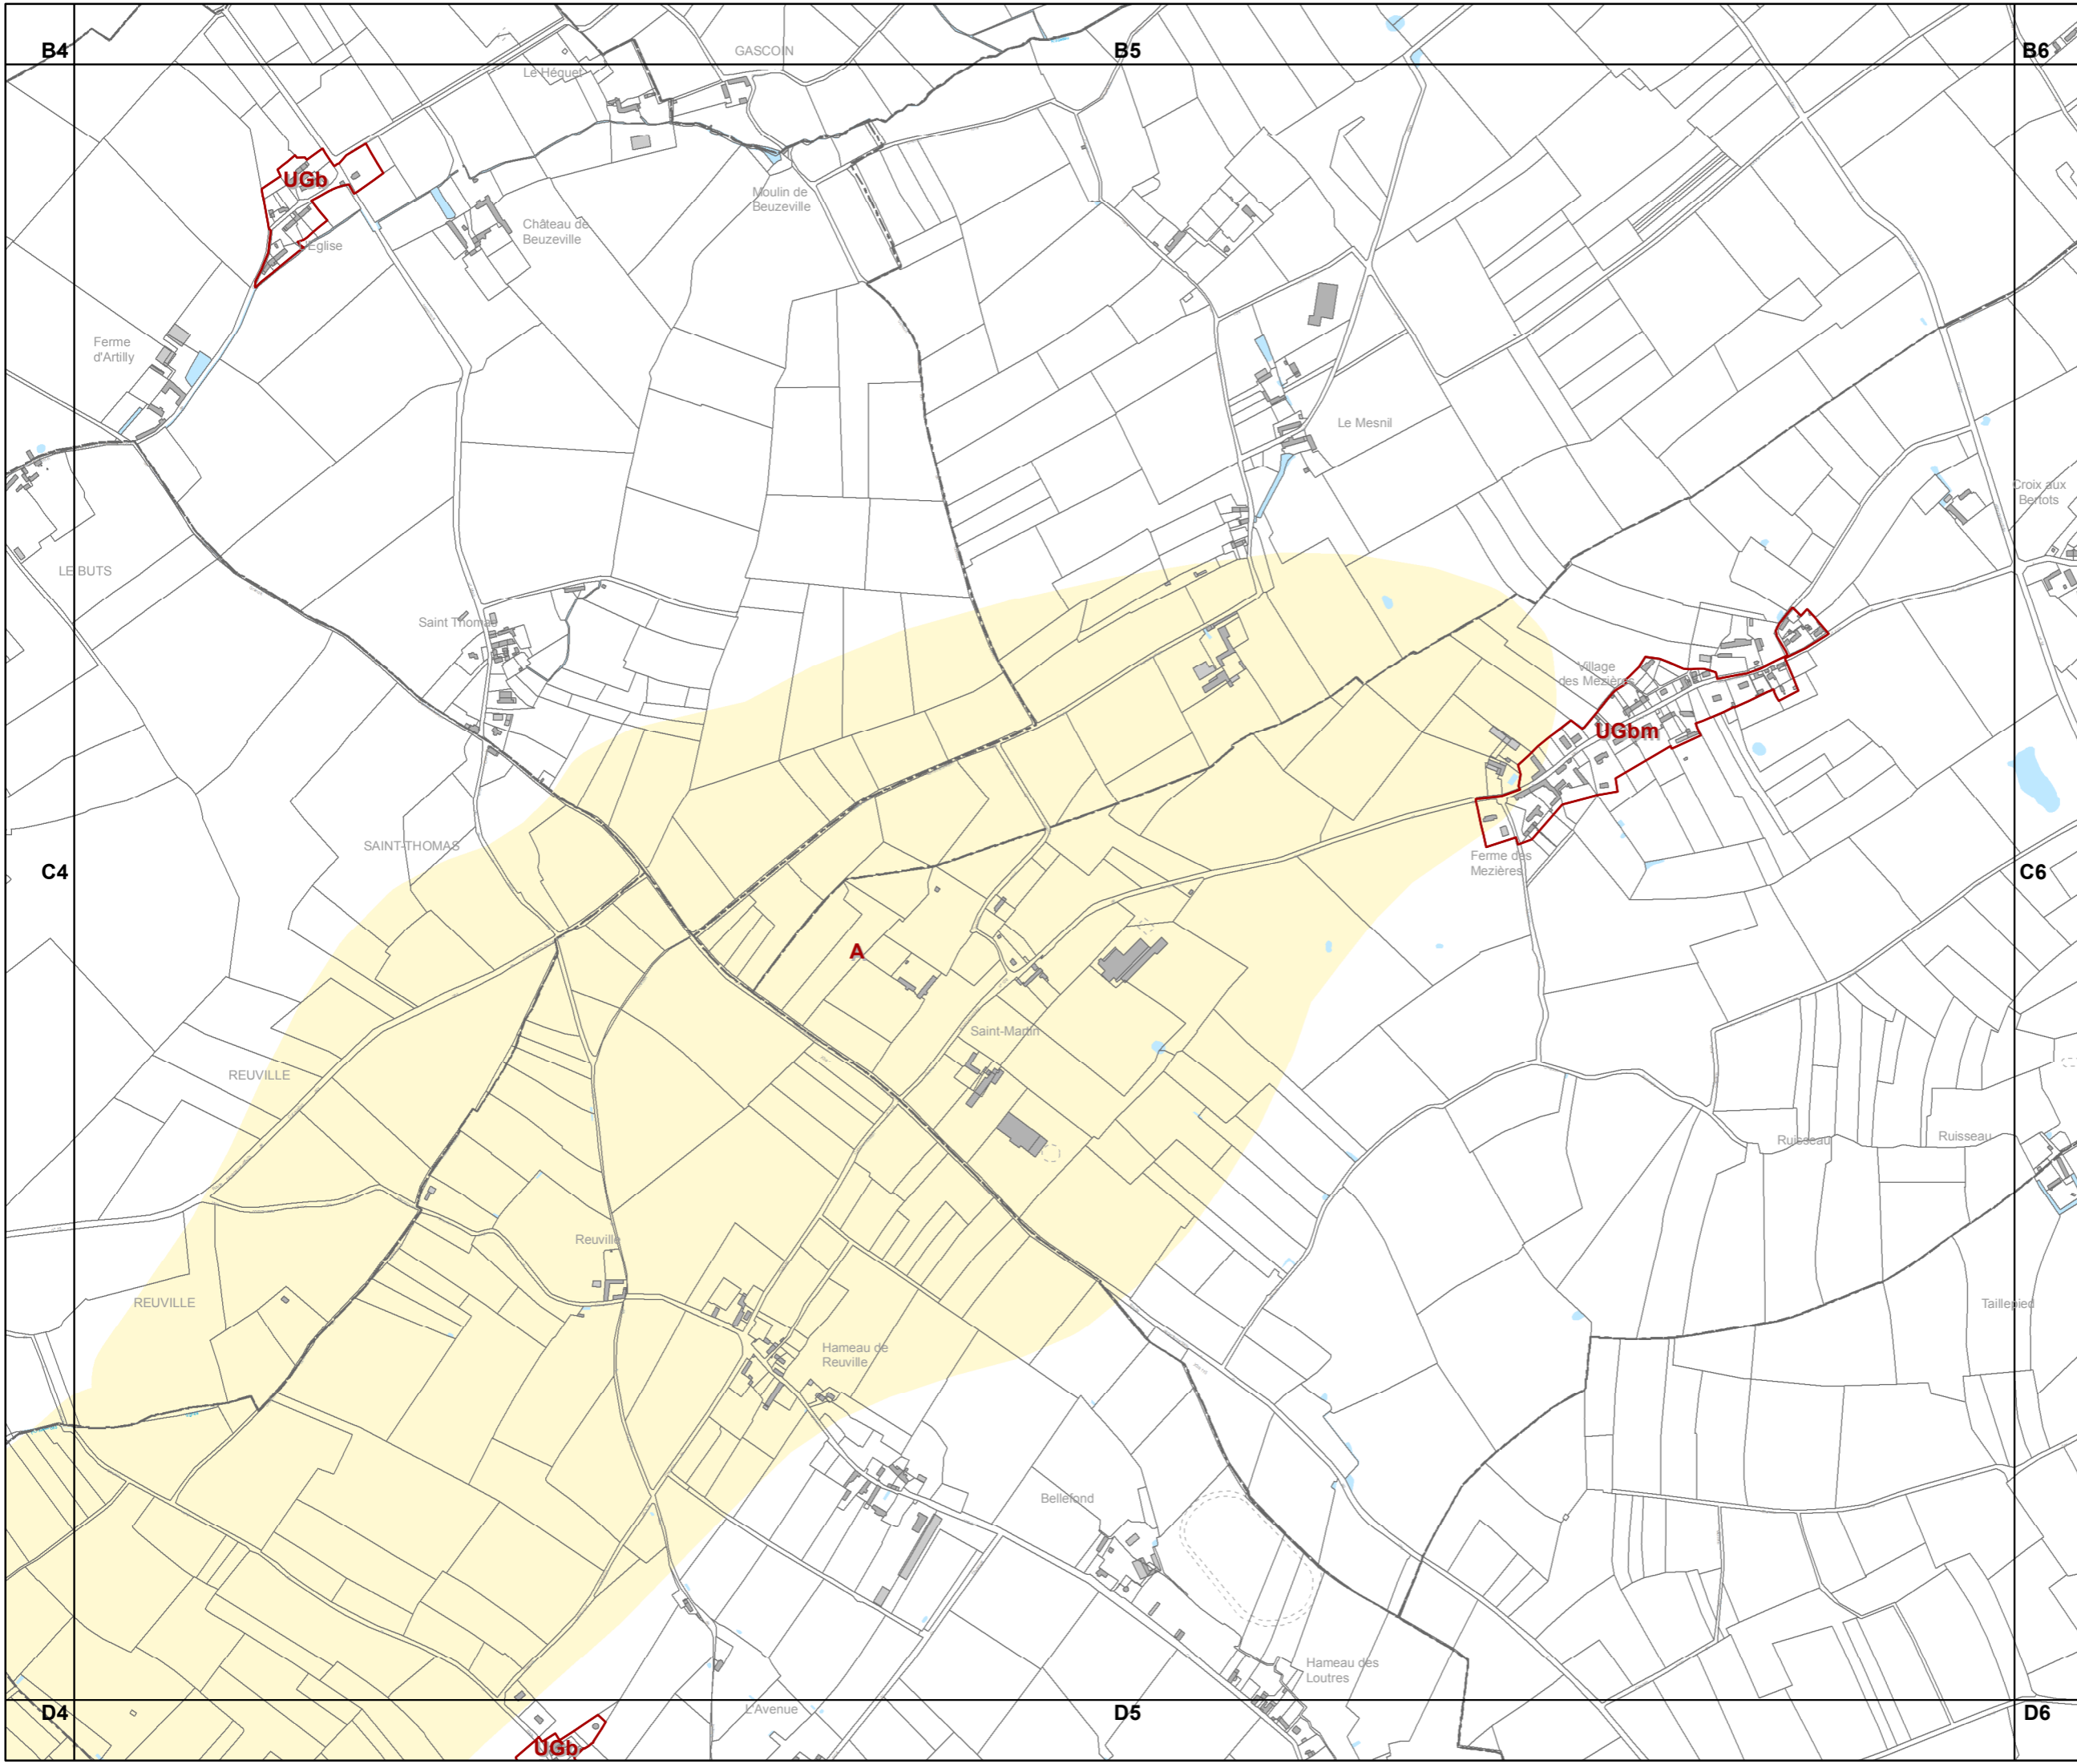 B4
GASCOIN
B5
B6
Le Héquet
UGb
Moulin de
Beuzeville
Château de
Beuzeville
Eglise
Ferme
d'Artilly
Le Mesnil
Croix aux
Bertots
LE BUTS
Saint Thomas
Village
des Mezières
UGbm
SAINT-THOMAS
Ferme des
Mezières
C4
C6
A
Saint-Martin
REUVILLE
Ruisseau
Ruisseau
Reuville
REUVILLE
Taillepied
Hameau de
Reuville
Bellefond
Hameau des
Loutres
D4
L'Avenue
D5
D6
UGb